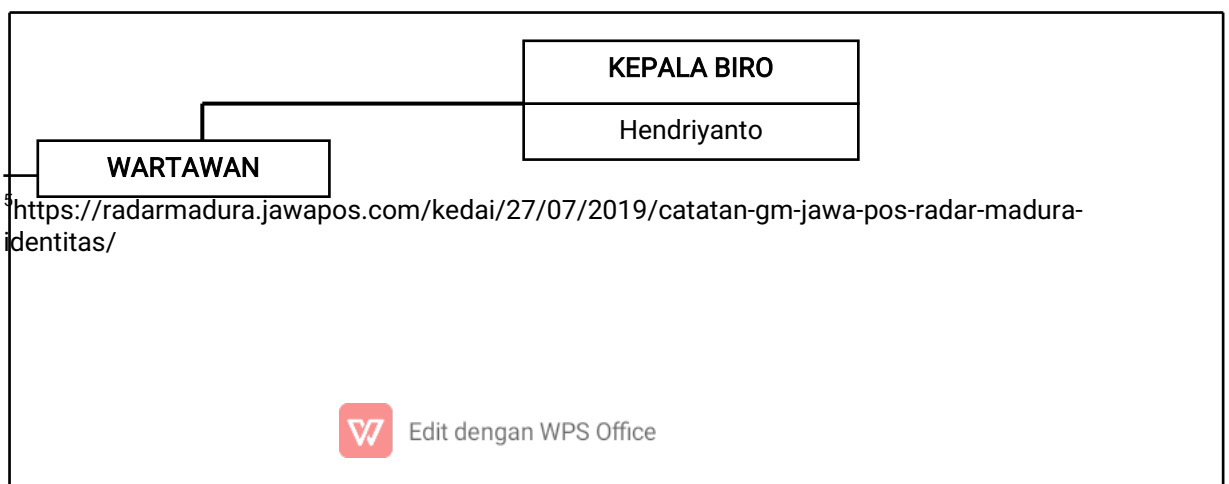 KEPALA BIRO
Hendriyanto
WARTAWAN
5https://radarmadura.jawapos.com/kedai/27/07/2019/catatan-gm-jawa-pos-radar-madura-
identitas/
Edit dengan WPS Office